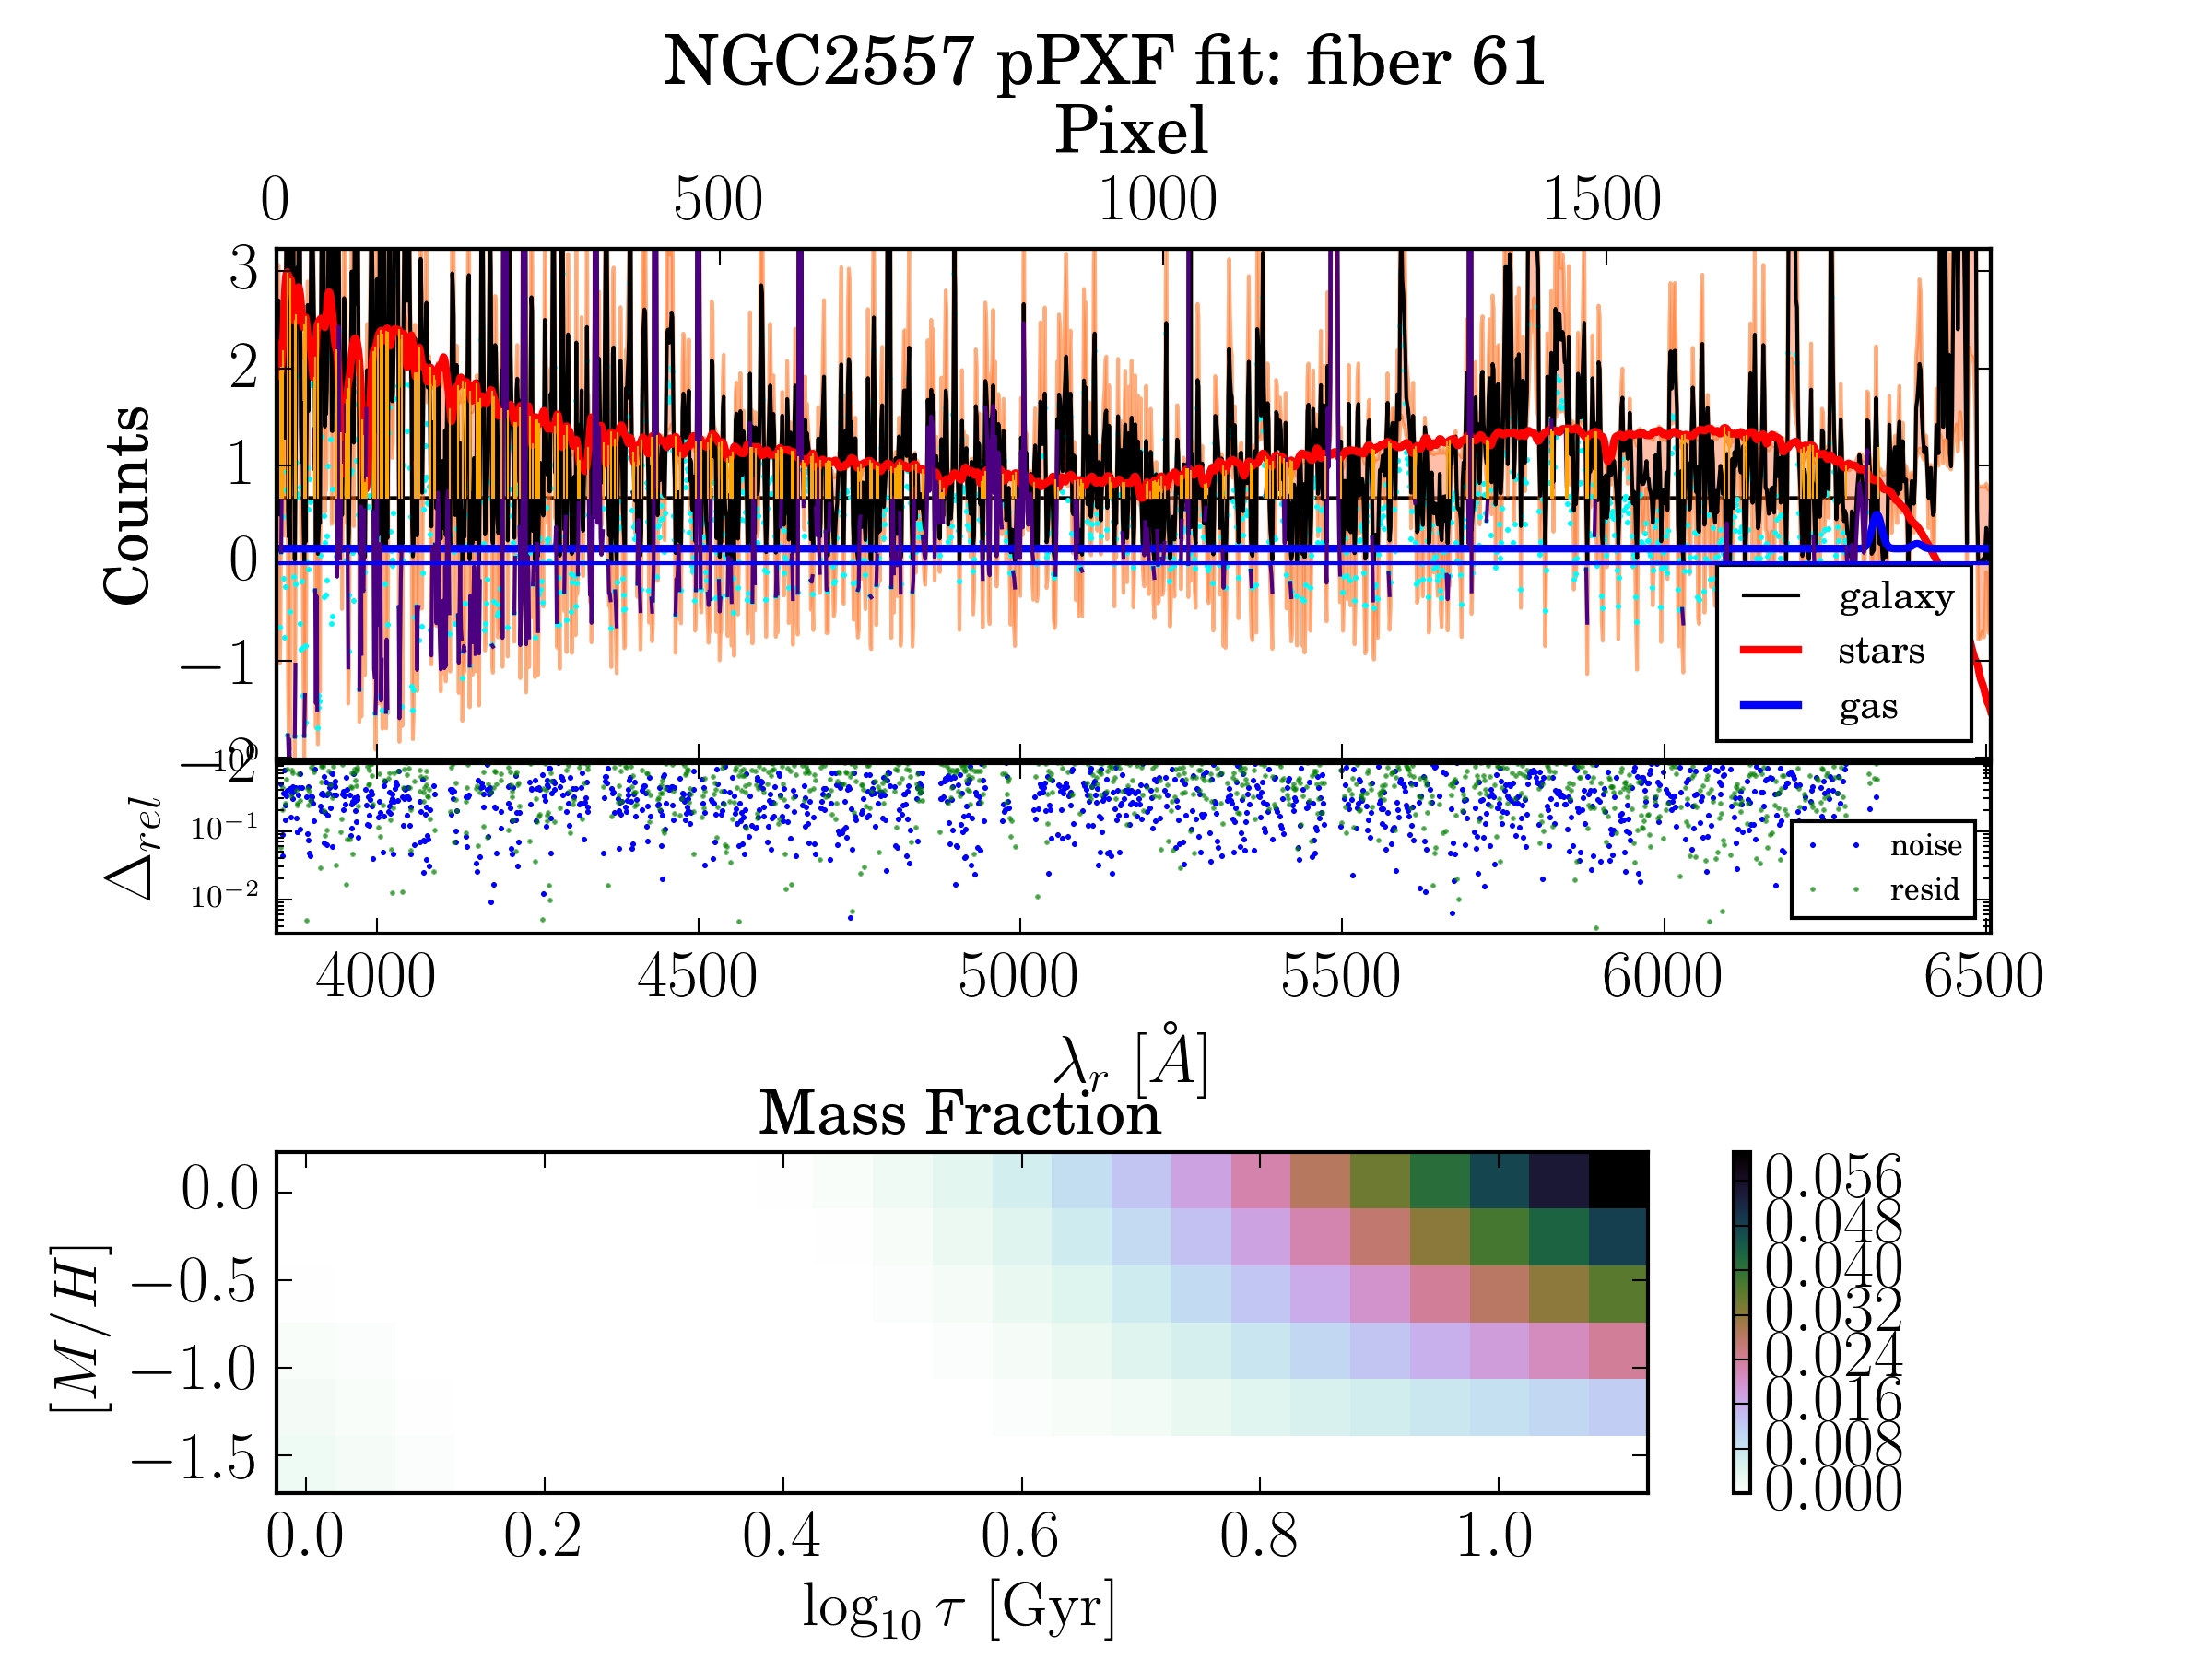 NGC2557 pPXF fit: fiber 61
Pixel
0 500 1000 1500
3
2
1
0
−1
−2
Counts
galaxy
stars
gas
10⁰
10⁻¹
10⁻²
Δrel
noise
resid
4000 4500 5000 5500 6000 6500
λr [Å]
Mass Fraction
0.0
−0.5
−1.0
−1.5
[M/H]
0.056
0.048
0.040
0.032
0.024
0.016
0.008
0.000
0.0 0.2 0.4 0.6 0.8 1.0
log₁₀ τ [Gyr]